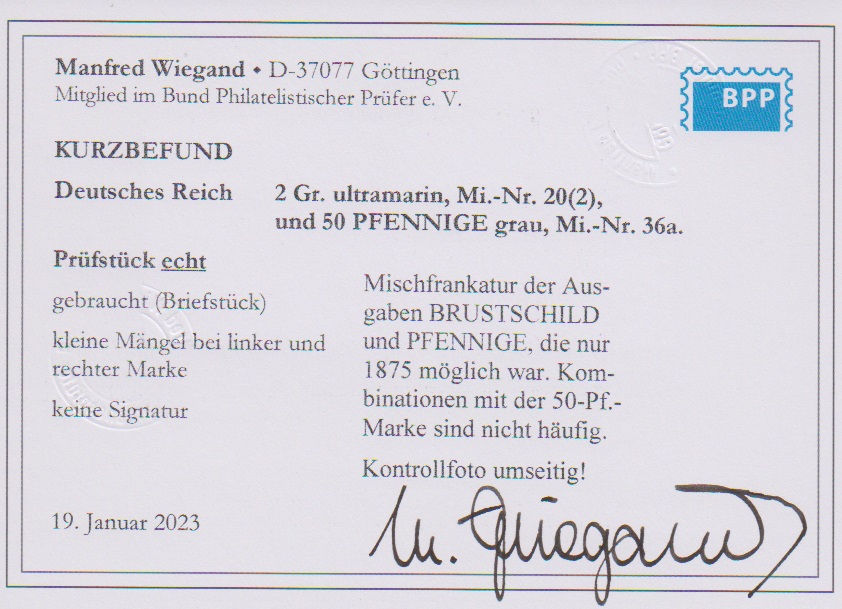 Manfred Wiegand • D-37077 Göttingen
Mitglied im Bund Philatelistischer Prüfer e. V.
BPP
KURZBEFUND
Deutsches Reich 2 Gr. ultramarin, Mi.-Nr. 20(2),
und 50 PFENNIGE grau, Mi.-Nr. 36a.
Prüfstück echt
gebraucht (Briefstück)
kleine Mängel bei linker und
rechter Marke
keine Signatur
Mischfrankatur der Aus-
gaben BRUSTSCHILD
und PFENNIGE, die nur
1875 möglich war. Kom-
binationen mit der 50-Pf.-
Marke sind nicht häufig.
Kontrollfoto umseitig!
19. Januar 2023
M. Wiegand